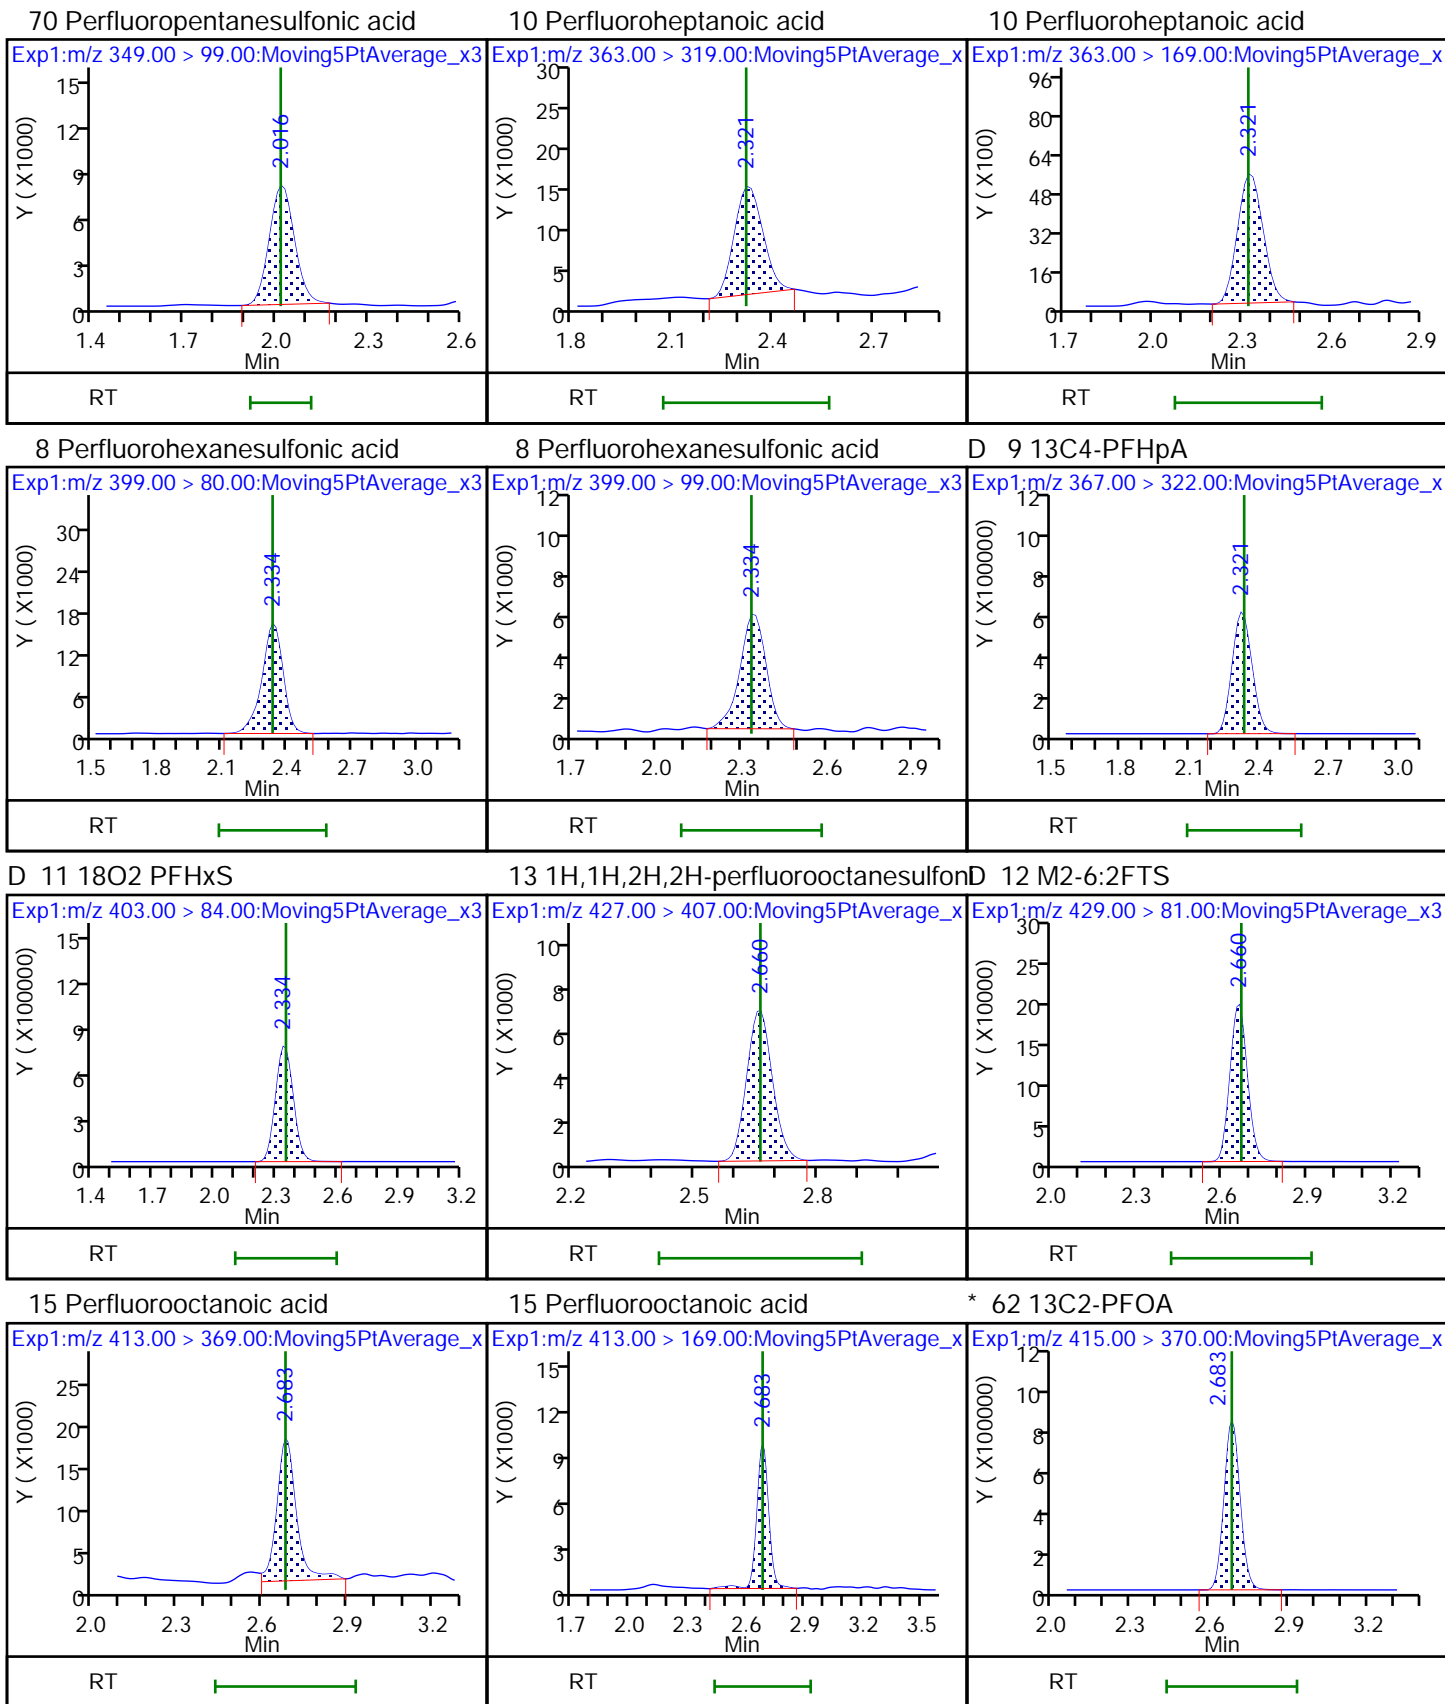 70 Perfluoropentanesulfonic acid
Exp1:m/z 349.00 > 99.00:Moving5PtAverage_x3
Y ( X1000)
15
12
9
6
3
0
2.016
1.4 1.7 2.0 2.3 2.6
Min
RT
10 Perfluoroheptanoic acid
Exp1:m/z 363.00 > 319.00:Moving5PtAverage_x
Y ( X1000)
30
25
20
15
10
5
0
2.321
1.8 2.1 2.4 2.7
Min
RT
10 Perfluoroheptanoic acid
Exp1:m/z 363.00 > 169.00:Moving5PtAverage_x
Y ( X100)
96
80
64
48
32
16
0
2.321
1.7 2.0 2.3 2.6 2.9
Min
RT
8 Perfluorohexanesulfonic acid
Exp1:m/z 399.00 > 80.00:Moving5PtAverage_x3
Y ( X1000)
30
24
18
12
6
0
2.334
1.5 1.8 2.1 2.4 2.7 3.0
Min
RT
8 Perfluorohexanesulfonic acid
Exp1:m/z 399.00 > 99.00:Moving5PtAverage_x3
Y ( X1000)
12
10
8
6
4
2
0
2.334
1.7 2.0 2.3 2.6 2.9
Min
RT
D 9 13C4-PFHpA
Exp1:m/z 367.00 > 322.00:Moving5PtAverage_x
Y ( X100000)
12
10
8
6
4
2
0
2.321
1.5 1.8 2.1 2.4 2.7 3.0
Min
RT
D 11 18O2 PFHxS
Exp1:m/z 403.00 > 84.00:Moving5PtAverage_x3
Y ( X100000)
15
12
9
6
3
0
2.334
1.4 1.7 2.0 2.3 2.6 2.9 3.2
Min
RT
13 1H,1H,2H,2H-perfluorooctanesulfon
Exp1:m/z 427.00 > 407.00:Moving5PtAverage_x
Y ( X1000)
10
8
6
4
2
0
2.660
2.2 2.5 2.8
Min
RT
D 12 M2-6:2FTS
Exp1:m/z 429.00 > 81.00:Moving5PtAverage_x3
Y ( X10000)
30
25
20
15
10
5
0
2.660
2.0 2.3 2.6 2.9 3.2
Min
RT
15 Perfluorooctanoic acid
Exp1:m/z 413.00 > 369.00:Moving5PtAverage_x
Y ( X1000)
25
20
15
10
5
0
2.683
2.0 2.3 2.6 2.9 3.2
Min
RT
15 Perfluorooctanoic acid
Exp1:m/z 413.00 > 169.00:Moving5PtAverage_x
Y ( X1000)
15
12
9
6
3
0
2.683
1.7 2.0 2.3 2.6 2.9 3.2 3.5
Min
RT
* 62 13C2-PFOA
Exp1:m/z 415.00 > 370.00:Moving5PtAverage_x
Y ( X100000)
12
10
8
6
4
2
0
2.683
2.0 2.3 2.6 2.9 3.2
Min
RT